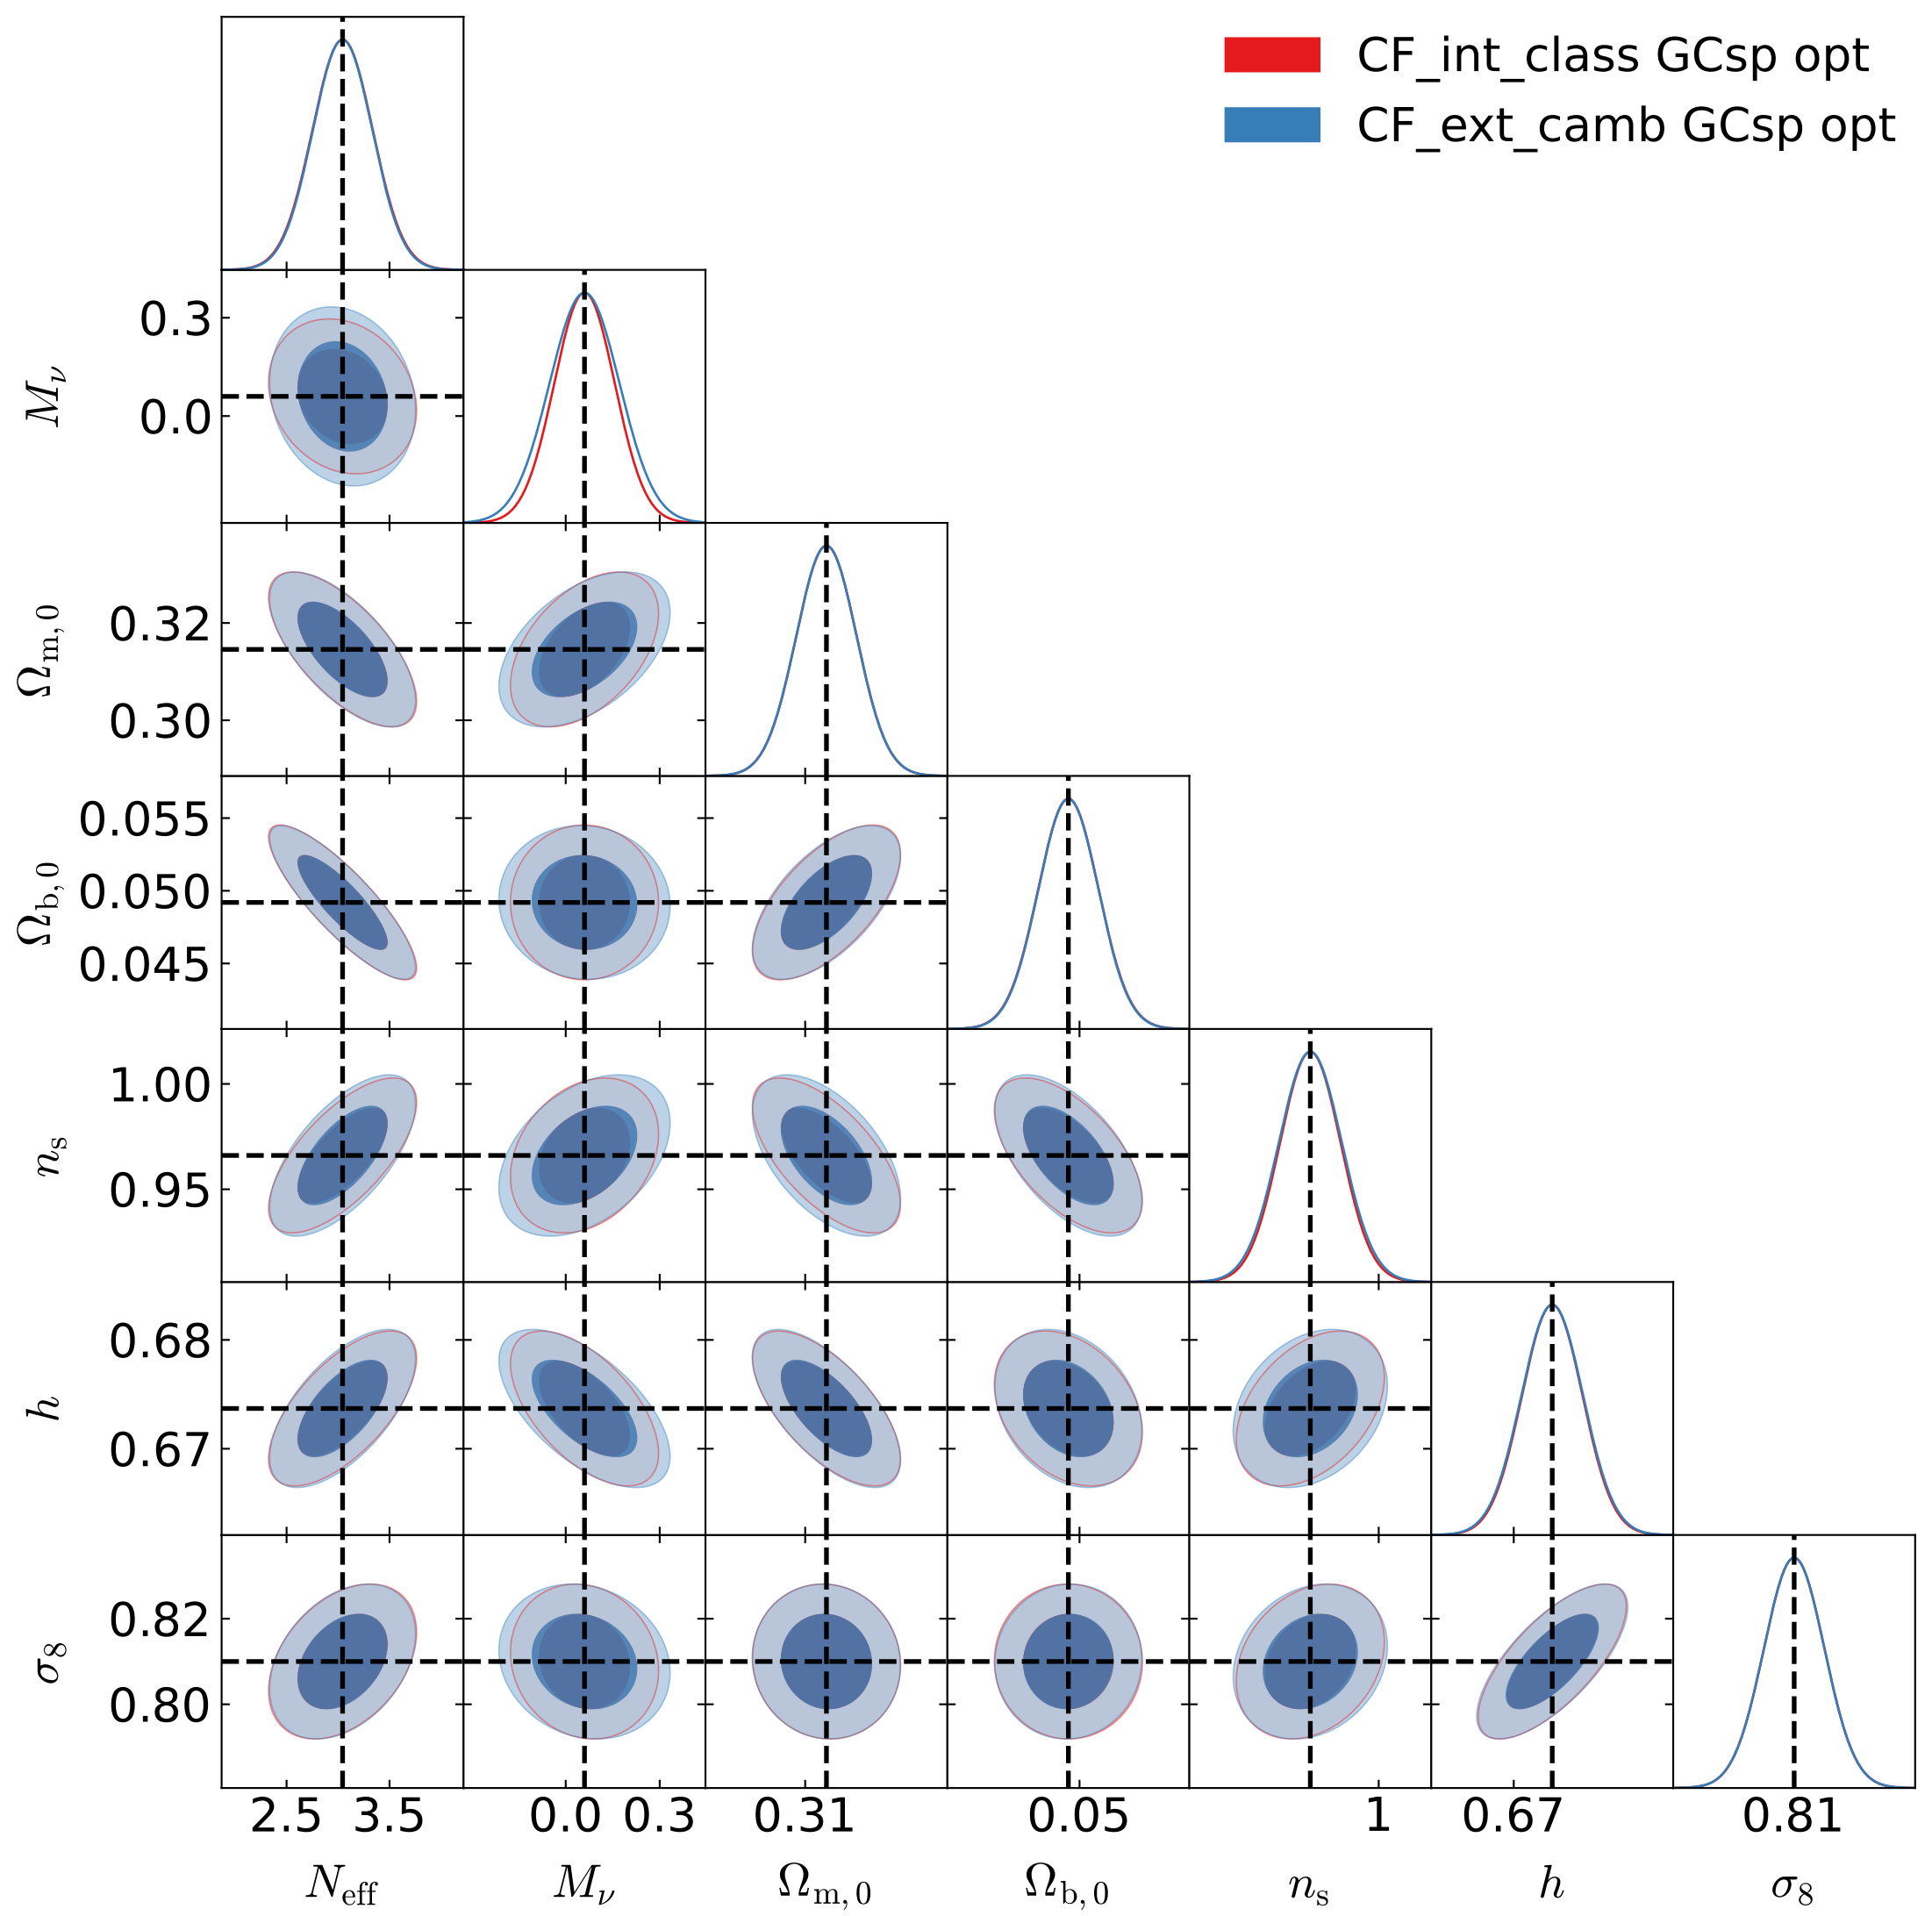 CF_int_class GCsp opt
CF_ext_camb GCsp opt
0.3
0.0
M_ν
0.32
0.30
Ω_m,0
0.055
0.050
0.045
Ω_b,0
1.00
0.95
n_s
0.68
0.67
h
0.82
0.80
σ_8
2.5 3.5 0.0 0.3 0.31 0.05 1 0.67 0.81
N_eff M_ν Ω_m,0 Ω_b,0 n_s h σ_8